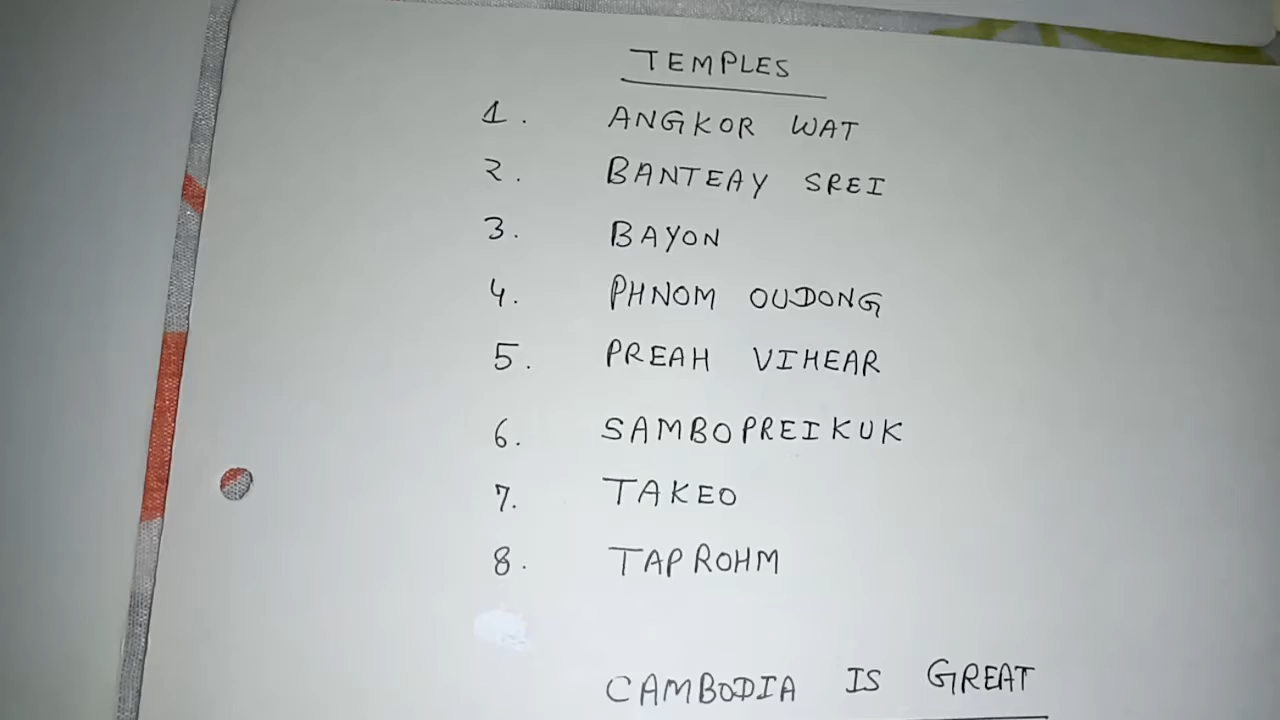 TEMPLES
1. ANGKOR WAT
2. BANTEAY SREI
3. BAYON
4. PHNOM OUDONG
5. PREAH VIHEAR
6. SAMBOPREIKUK
7. TAKEO
8. TAPROHM
CAMBODIA IS GREAT